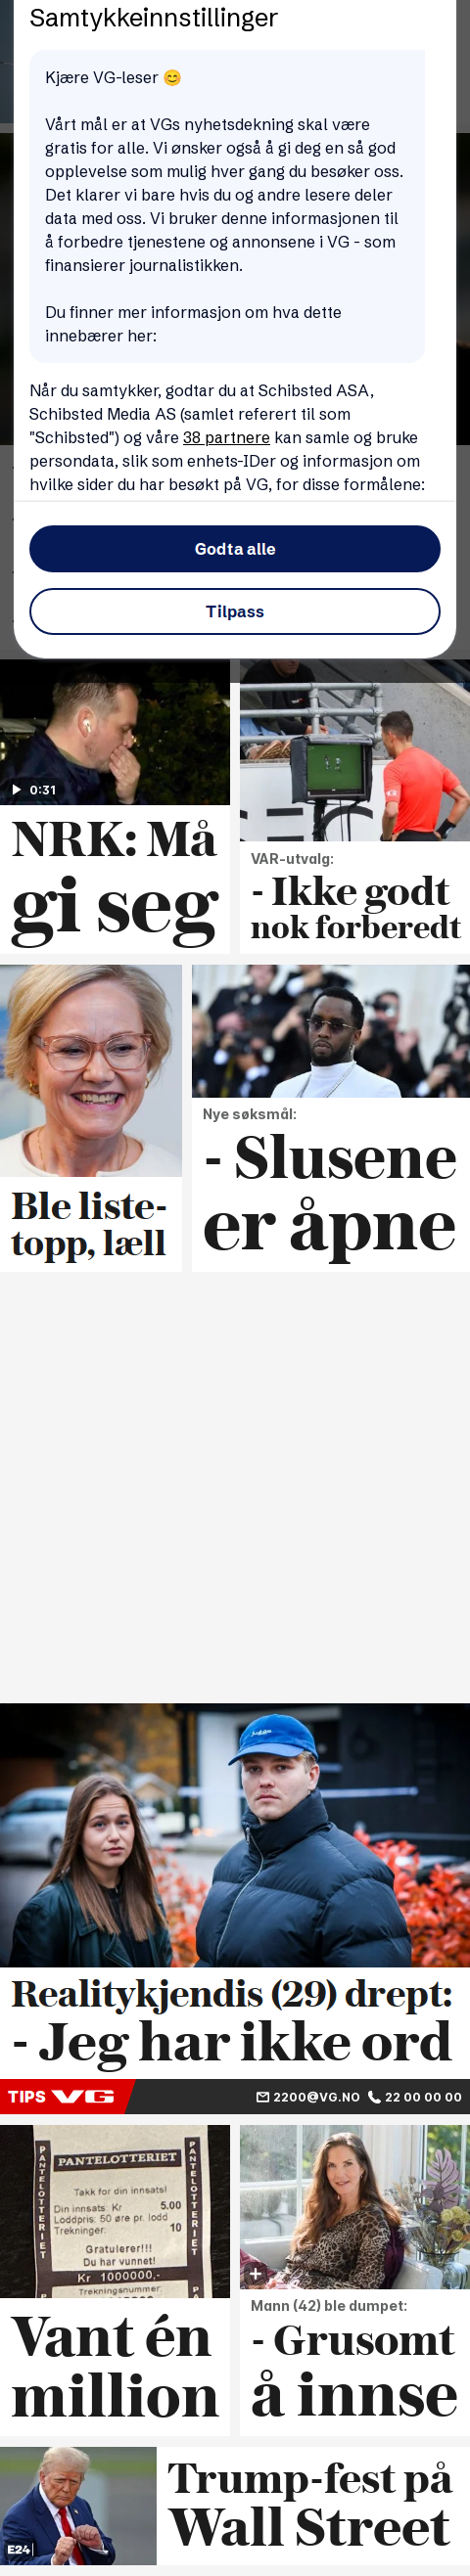 Samtykkeinnstillinger
Kjære VG-leser 😊
Vårt mål er at VGs nyhetsdekning skal være
gratis for alle. Vi ønsker også å gi deg en så god
opplevelse som mulig hver gang du besøker oss.
Det klarer vi bare hvis du og andre lesere deler
data med oss. Vi bruker denne informasjonen til
å forbedre tjenestene og annonsene i VG - som
finansierer journalistikken.
Du finner mer informasjon om hva dette
innebærer her:
Når du samtykker, godtar du at Schibsted ASA,
Schibsted Media AS (samlet referert til som
"Schibsted") og våre 38 partnere kan samle og bruke
persondata, slik som enhets-IDer og informasjon om
hvilke sider du har besøkt på VG, for disse formålene:
Godta alle
Tilpass
0:31
NRK: Må
gi seg
VAR-utvalg:
- Ikke godt
nok forberedt
Ble liste-
topp, læll
Nye søksmål:
- Slusene
er åpne
Realitykjendis (29) drept:
- Jeg har ikke ord
TIPS VG
2200@VG.NO 22 00 00 00
PANTELOTTERIET
PANTELOTTERIET
PANTELOTTERIET
Takk for din innsats!
Din innsats Kr 5.00
Loddpris: 50 øre pr. lodd
Trekninger: 10
Gratulerer!!!
Du har vunnet!
Kr 1000000,-
Trekningsnummer:
Vant én
million
Mann (42) ble dumpet:
- Grusomt
å innse
E24
Trump-fest på
Wall Street